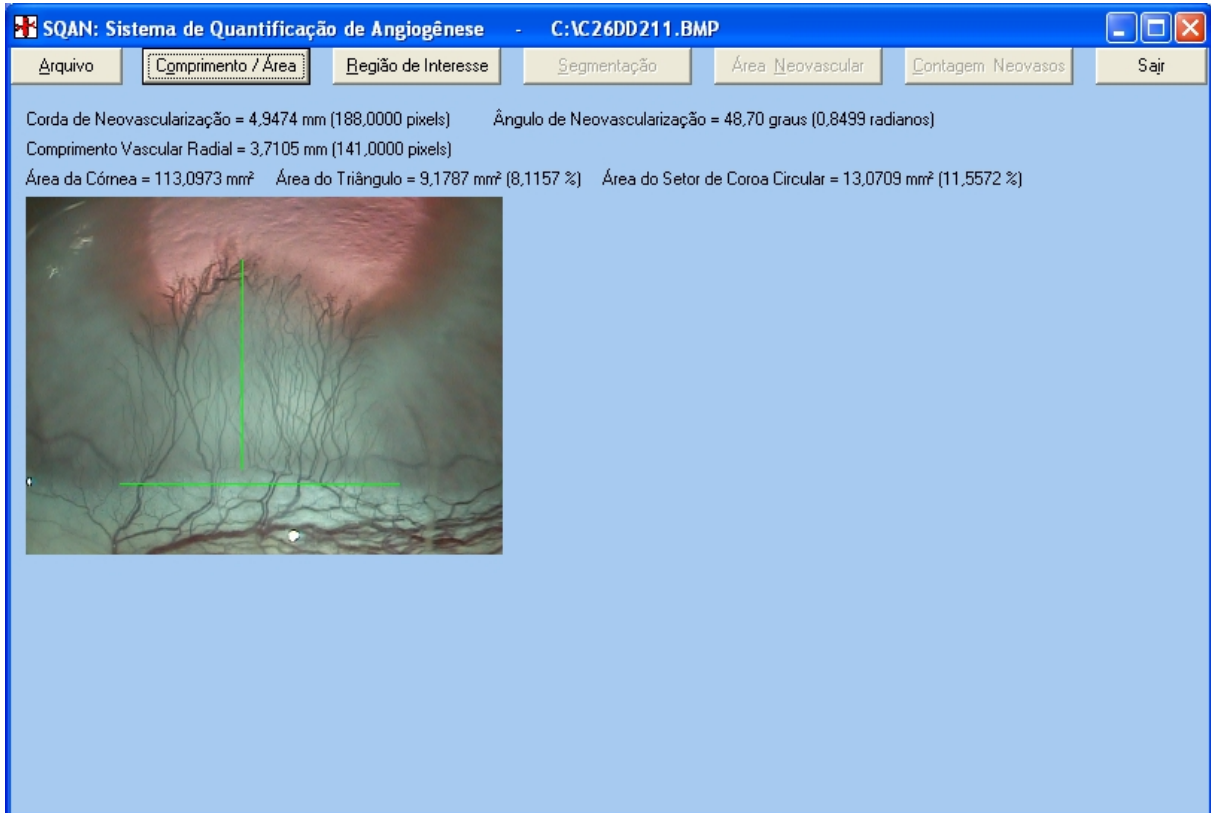 SQAN: Sistema de Quantificação de Angiogênese - C:\C26DD211.BMP
Arquivo Comprimento / Área Região de Interesse Segmentação Área Neovascular Contagem Neovasos Sair
Corda de Neovascularização = 4,9474 mm (188,0000 pixels) Ângulo de Neovascularização = 48,70 graus (0,8499 radianos)
Comprimento Vascular Radial = 3,7105 mm (141,0000 pixels)
Área da Córnea = 113,0973 mm² Área do Triângulo = 9,1787 mm² (8,1157 %) Área do Setor de Coroa Circular = 13,0709 mm² (11,5572 %)